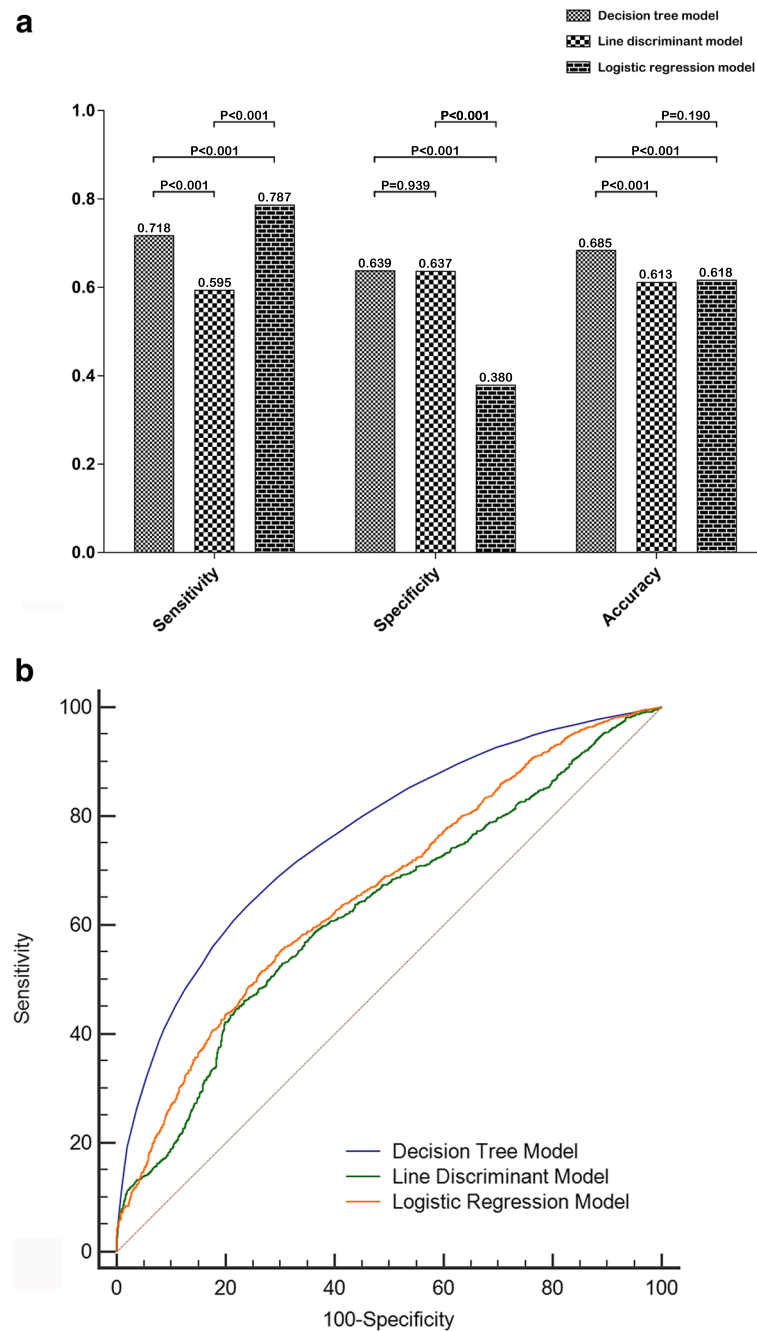 a
Decision tree model
Line discriminant model
Logistic regression model
1.0
0.8
0.6
0.4
0.2
0.0
P<0.001
P<0.001
P<0.001
0.718
0.595
0.787
P<0.001
P<0.001
P=0.939
0.639
0.637
0.380
P=0.190
P<0.001
P<0.001
0.685
0.613
0.618
Sensitivity
Specificity
Accuracy
b
100
80
60
40
20
0
Sensitivity
Decision Tree Model
Line Discriminant Model
Logistic Regression Model
0 20 40 60 80 100
100-Specificity